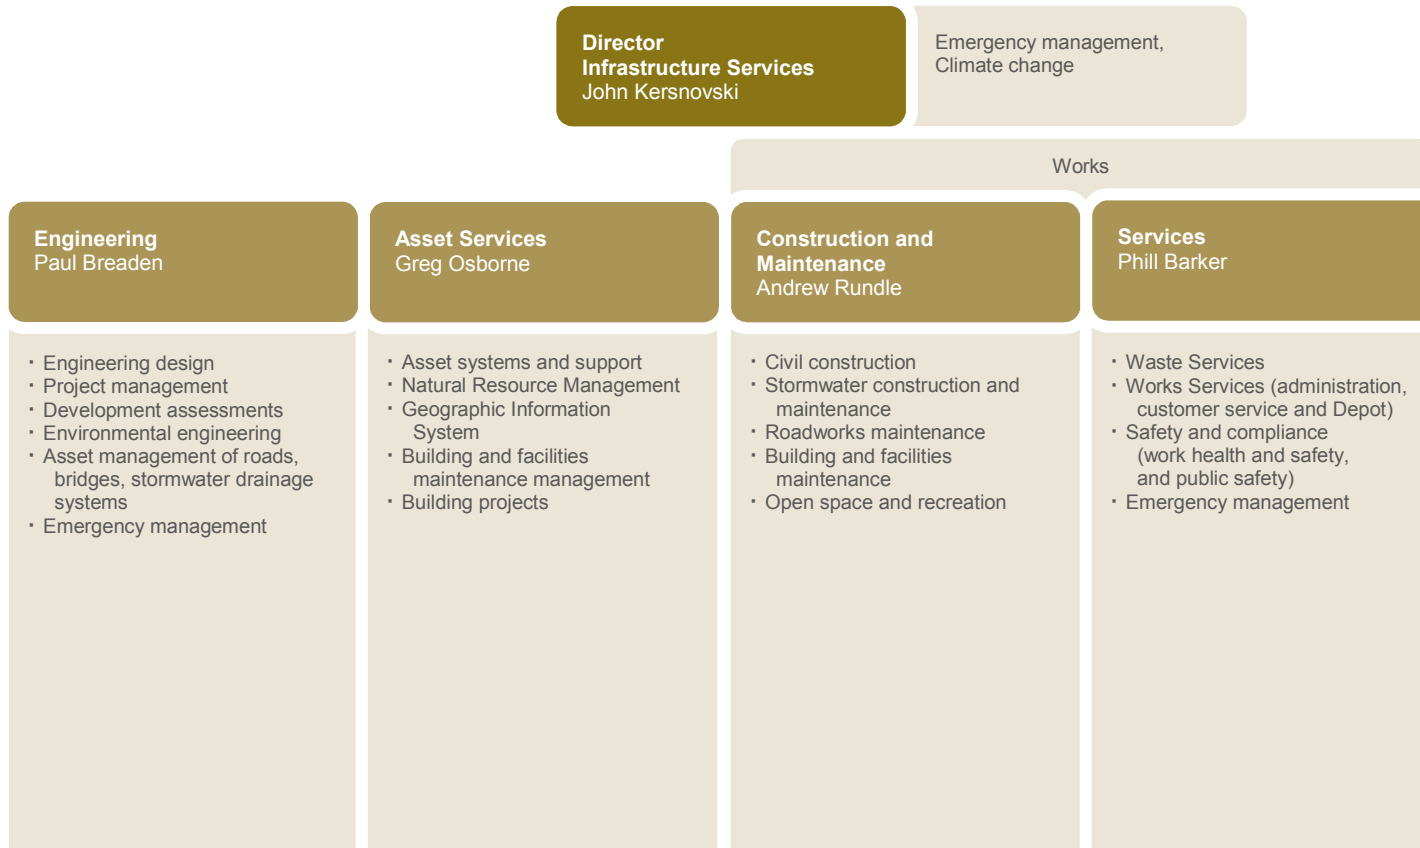 Director
Infrastructure Services
John Kersnovski
Emergency management,
Climate change
Works
Engineering
Paul Breaden
Asset Services
Greg Osborne
Construction and
Maintenance
Andrew Rundle
Services
Phill Barker
· Engineering design
· Project management
· Development assessments
· Environmental engineering
· Asset management of roads,
bridges, stormwater drainage
systems
· Emergency management
· Asset systems and support
· Natural Resource Management
· Geographic Information
System
· Building and facilities
maintenance management
· Building projects
· Civil construction
· Stormwater construction and
maintenance
· Roadworks maintenance
· Building and facilities
maintenance
· Open space and recreation
· Waste Services
· Works Services (administration,
customer service and Depot)
· Safety and compliance
(work health and safety,
and public safety)
· Emergency management